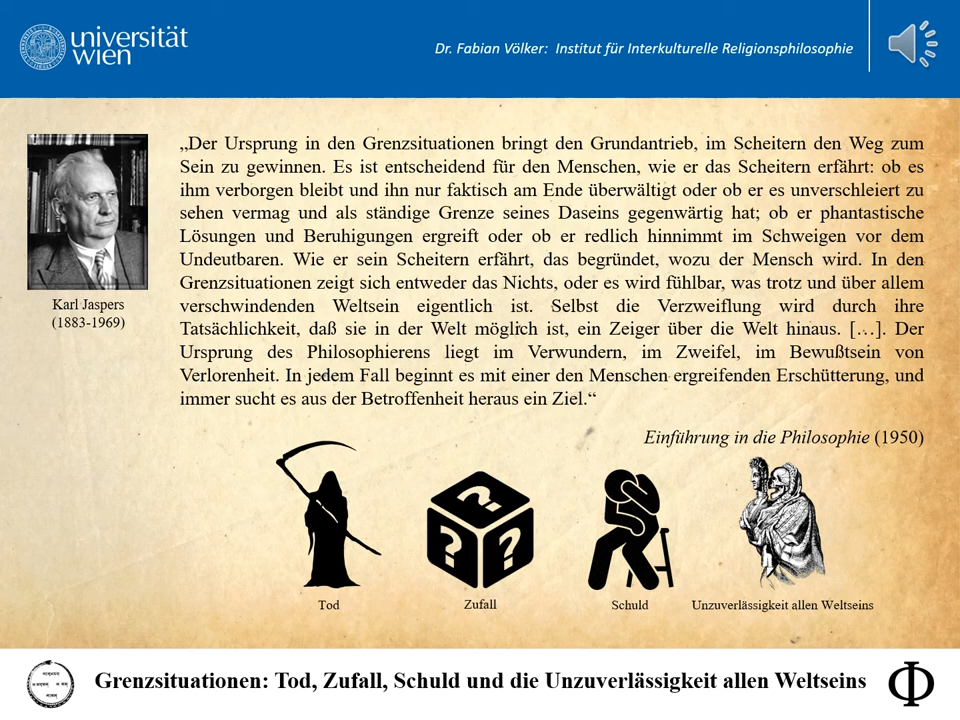 universität
wien
Dr. Fabian Völker: Institut für Interkulturelle Religionsphilosophie
„Der Ursprung in den Grenzsituationen bringt den Grundantrieb, im Scheitern den Weg zum
Sein zu gewinnen. Es ist entscheidend für den Menschen, wie er das Scheitern erfährt: ob es
ihm verborgen bleibt und ihn nur faktisch am Ende überwältigt oder ob er es unverschleiert zu
sehen vermag und als ständige Grenze seines Daseins gegenwärtig hat; ob er phantastische
Lösungen und Beruhigungen ergreift oder ob er redlich hinnimmt im Schweigen vor dem
Undeutbaren. Wie er sein Scheitern erfährt, das begründet, wozu der Mensch wird. In den
Grenzsituationen zeigt sich entweder das Nichts, oder es wird fühlbar, was trotz und über allem
verschwindenden Weltsein eigentlich ist. Selbst die Verzweiflung wird durch ihre
Tatsächlichkeit, daß sie in der Welt möglich ist, ein Zeiger über die Welt hinaus. […]. Der
Ursprung des Philosophierens liegt im Verwundern, im Zweifel, im Bewußtsein von
Verlorenheit. In jedem Fall beginnt es mit einer den Menschen ergreifenden Erschütterung, und
immer sucht es aus der Betroffenheit heraus ein Ziel.“
Karl Jaspers
(1883-1969)
Einführung in die Philosophie (1950)
? ? ?
Tod
Zufall
Schuld
Unzuverlässigkeit allen Weltseins
Grenzsituationen: Tod, Zufall, Schuld und die Unzuverlässigkeit allen Weltseins
Φ